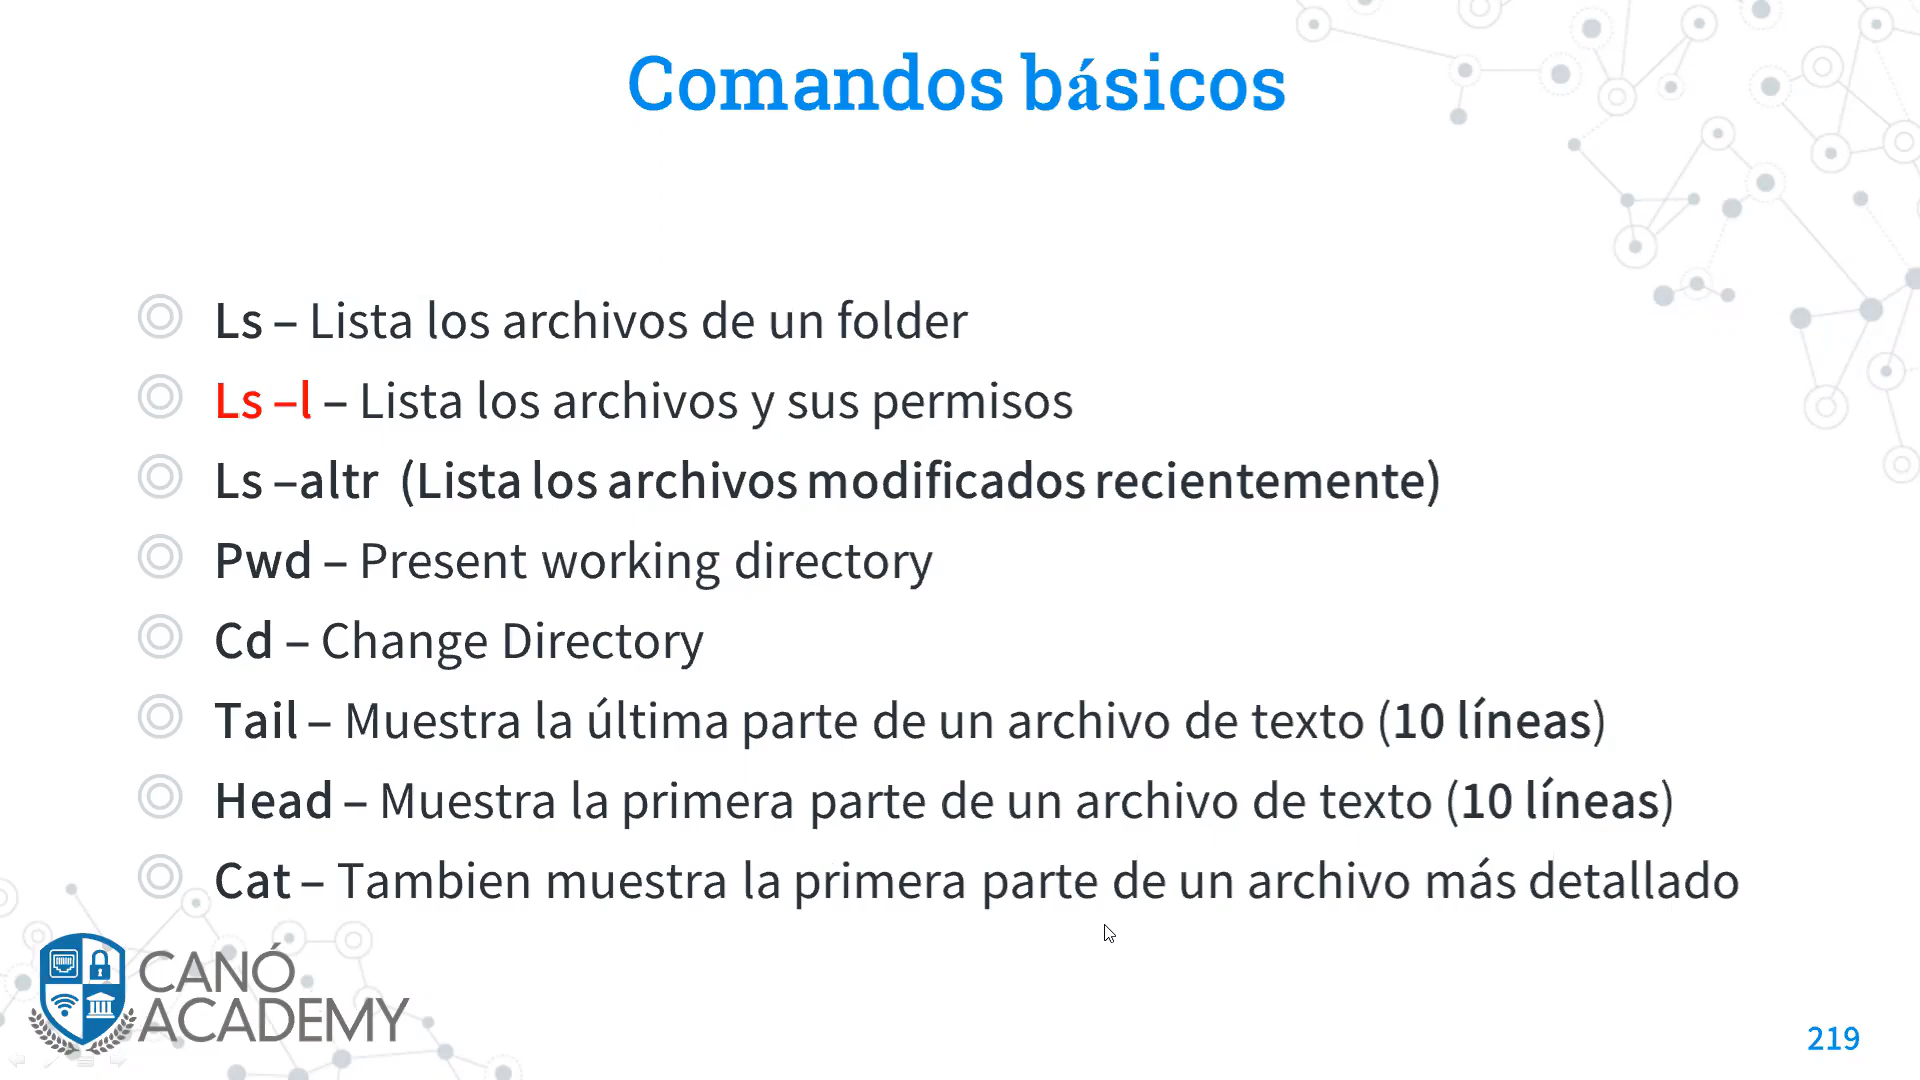 Comandos básicos
Ls – Lista los archivos de un folder
Ls –l – Lista los archivos y sus permisos
Ls –altr (Lista los archivos modificados recientemente)
Pwd – Present working directory
Cd – Change Directory
Tail – Muestra la última parte de un archivo de texto (10 líneas)
Head – Muestra la primera parte de un archivo de texto (10 líneas)
Cat – Tambien muestra la primera parte de un archivo más detallado
CANÓ
ACADEMY
219